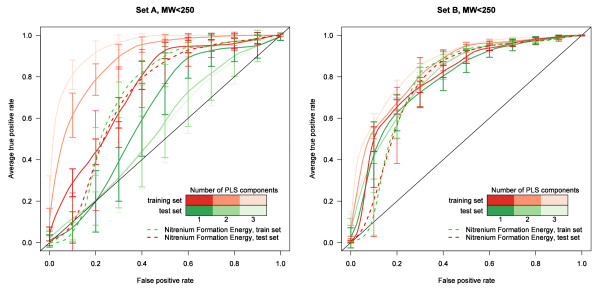 Set A, MW<250
Average true positive rate
1.0
0.8
0.6
0.4
0.2
0.0
Number of PLS components
training set
test set
1 2 3
Nitrenium Formation Energy, train set
Nitrenium Formation Energy, test set
0.0 0.2 0.4 0.6 0.8 1.0
False positive rate
Set B, MW<250
Average true positive rate
1.0
0.8
0.6
0.4
0.2
0.0
Number of PLS components
training set
test set
1 2 3
Nitrenium Formation Energy, train set
Nitrenium Formation Energy, test set
0.0 0.2 0.4 0.6 0.8 1.0
False positive rate